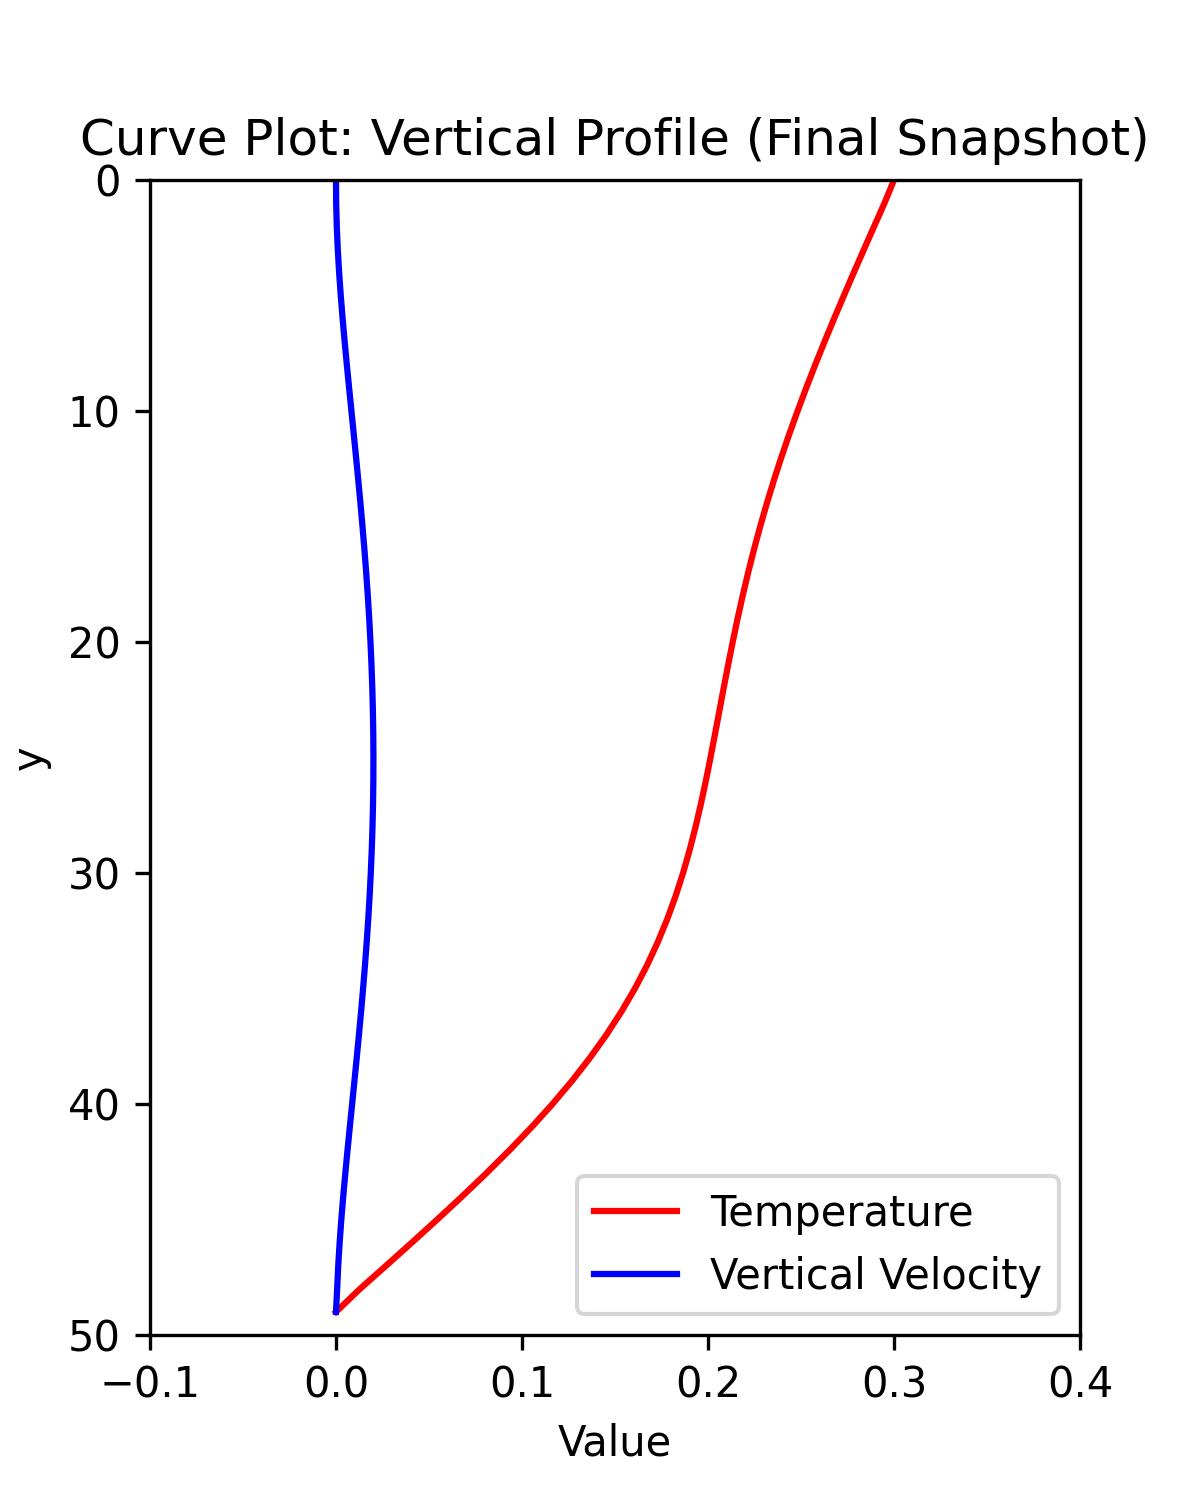 Curve Plot: Vertical Profile (Final Snapshot)
0
10
20
30
40
50
y
−0.1 0.0 0.1 0.2 0.3 0.4
Value
Temperature
Vertical Velocity